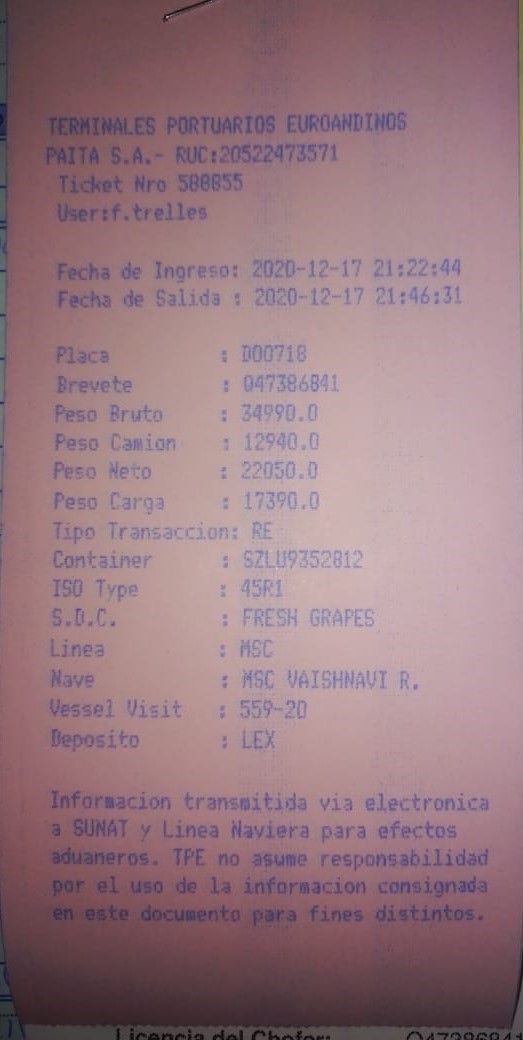 TERMINALES PORTUARIOS EUROANDINOS
PAITA S.A.- RUC:20522473571
Ticket Nro 588855
User:f.trelles
Fecha de Ingreso: 2020-12-17 21:22:44
Fecha de Salida : 2020-12-17 21:46:31
Placa : D00718
Brevete : Q47386841
Peso Bruto : 34990.0
Peso Camion : 12940.0
Peso Neto : 22050.0
Peso Carga : 17390.0
Tipo Transaccion: RE
Container : SZLU9352812
ISO Type : 45R1
S.D.C. : FRESH GRAPES
Linea : MSC
Nave : MSC VAISHNAVI R.
Vessel Visit : 559-20
Deposito : LEX
Informacion transmitida via electronica
a SUNAT y Linea Naviera para efectos
aduaneros. TPE no asume responsabilidad
por el uso de la informacion consignada
en este documento para fines distintos.
Licencia del Chofer: Q47386841